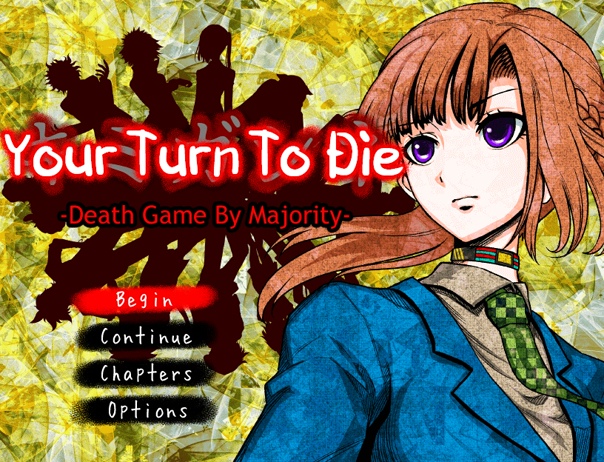 Your Turn To Die
-Death Game By Majority-
Begin
Continue
Chapters
Options